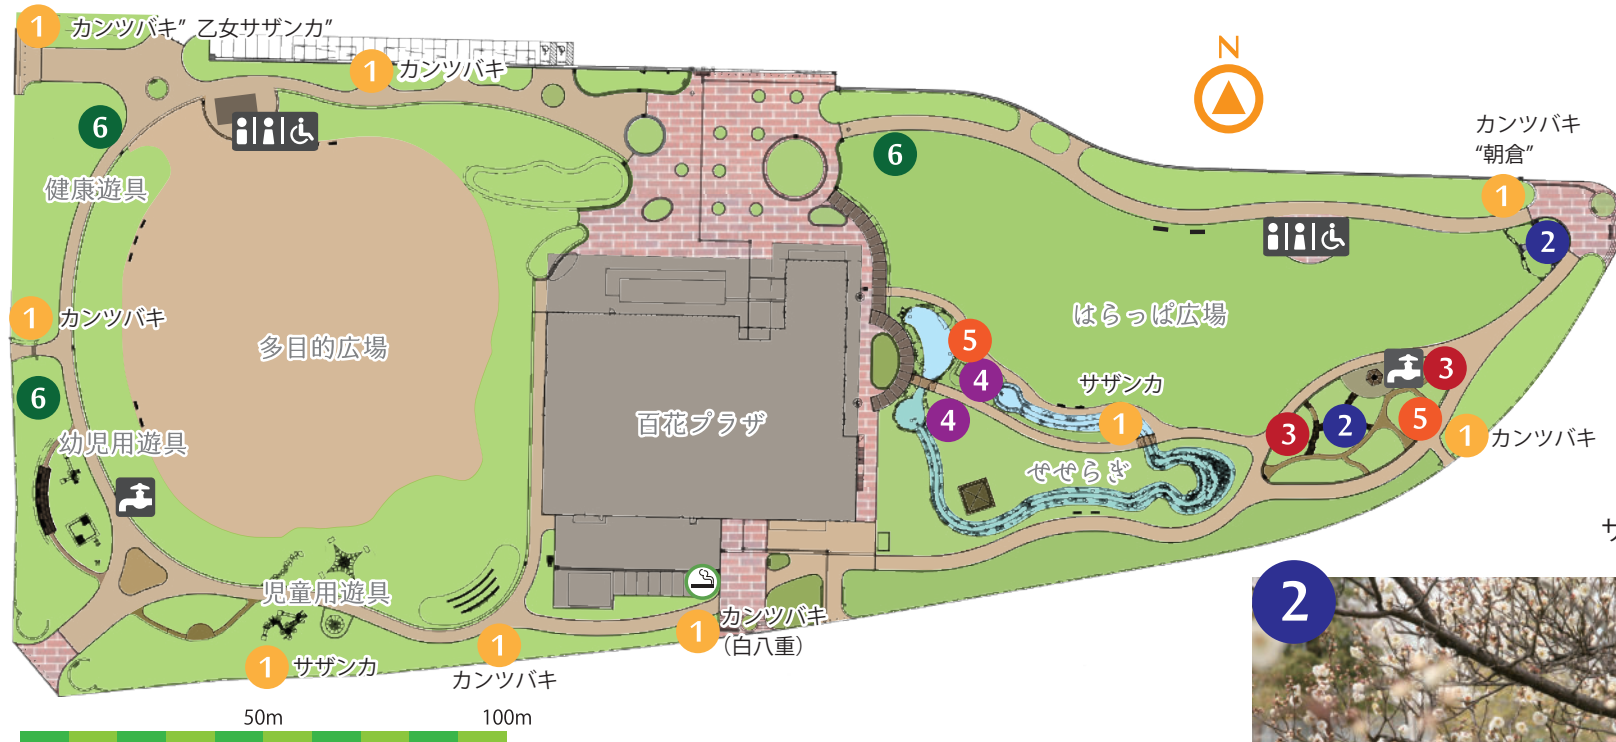 1 カンツバキ” 乙女サザンカ”
1 カンツバキ
N
カンツバキ
“朝倉”
1
6
6
2
健康遊具
1 カンツバキ
多目的広場
はらっぱ広場
5
4
サザンカ
1
3
6
4
百花プラザ
3
2
5
1 カンツバキ
幼児用遊具
せせらぎ
サ
児童用遊具
1 カンツバキ
(白八重)
1 サザンカ
1
カンツバキ
2
50m
100m